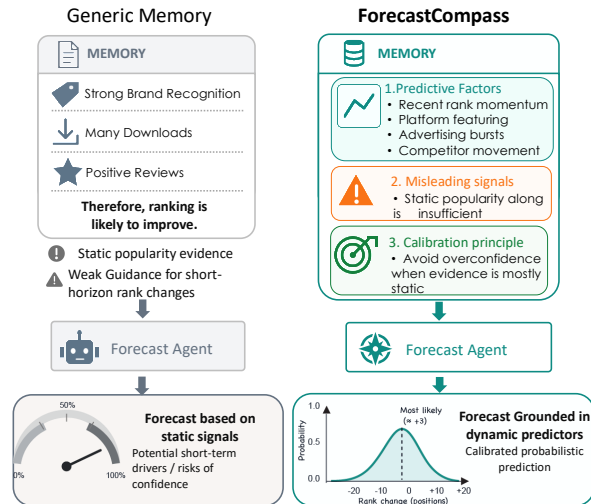 Generic Memory
MEMORY
Strong Brand Recognition
Many Downloads
Positive Reviews
Therefore, ranking is
likely to improve.
Static popularity evidence
Weak Guidance for short-
horizon rank changes
Forecast Agent
50%
0%
100%
Forecast based on
static signals
Potential short-term
drivers / risks of
confidence
ForecastCompass
MEMORY
1.Predictive Factors
• Recent rank momentum
• Platform featuring
• Advertising bursts
• Competitor movement
2. Misleading signals
• Static popularity along
is insufficient
3. Calibration principle
• Avoid overconfidence
when evidence is mostly
static
Forecast Agent
Probability
1.0
0.5
0.0
Most likely
(≈ +3)
-20 -10 0 +10 +20
Rank change (positions)
Forecast Grounded in
dynamic predictors
Calibrated probabilistic
prediction